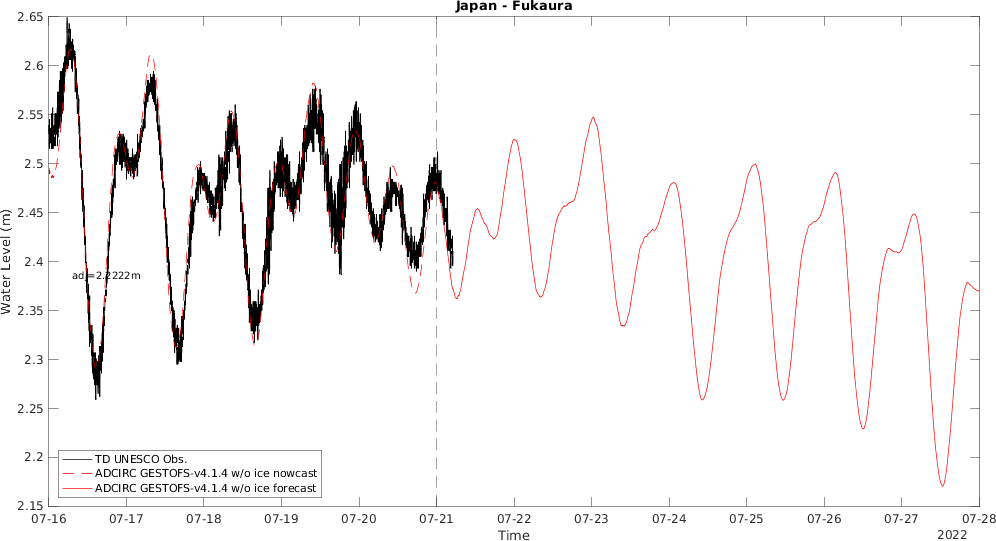 Japan - Fukaura
2.65
2.6
2.55
2.5
2.45
2.4
2.35
2.3
2.25
2.2
2.15
Water Level (m)
adj=2.2222m
TD UNESCO Obs.
ADCIRC GESTOFS-v4.1.4 w/o ice nowcast
ADCIRC GESTOFS-v4.1.4 w/o ice forecast
07-16 07-17 07-18 07-19 07-20 07-21 07-22 07-23 07-24 07-25 07-26 07-27 07-28
Time
2022